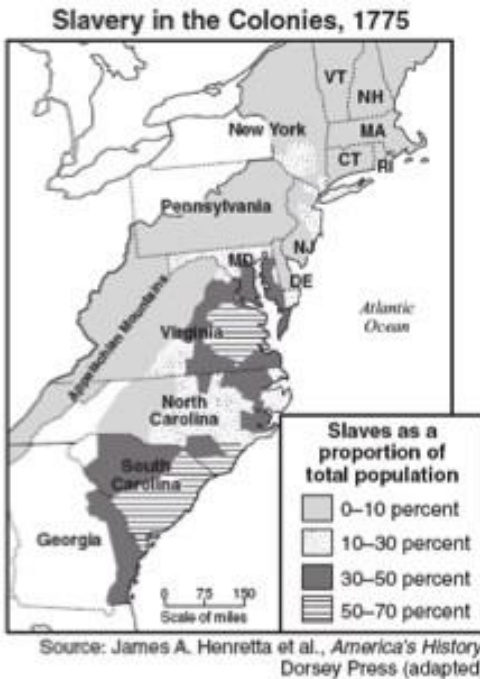 Slavery in the Colonies, 1775
VT
NH
New York
MA
CT
RI
Pennsylvania
NJ
MD
DE
Appalachian Mountains
Atlantic
Ocean
Virginia
North
Carolina
South
Carolina
Georgia
0 75 150
Scale of miles
Slaves as a
proportion of
total population
0–10 percent
10–30 percent
30–50 percent
50–70 percent
Source: James A. Henretta et al., America's History
Dorsey Press (adapted